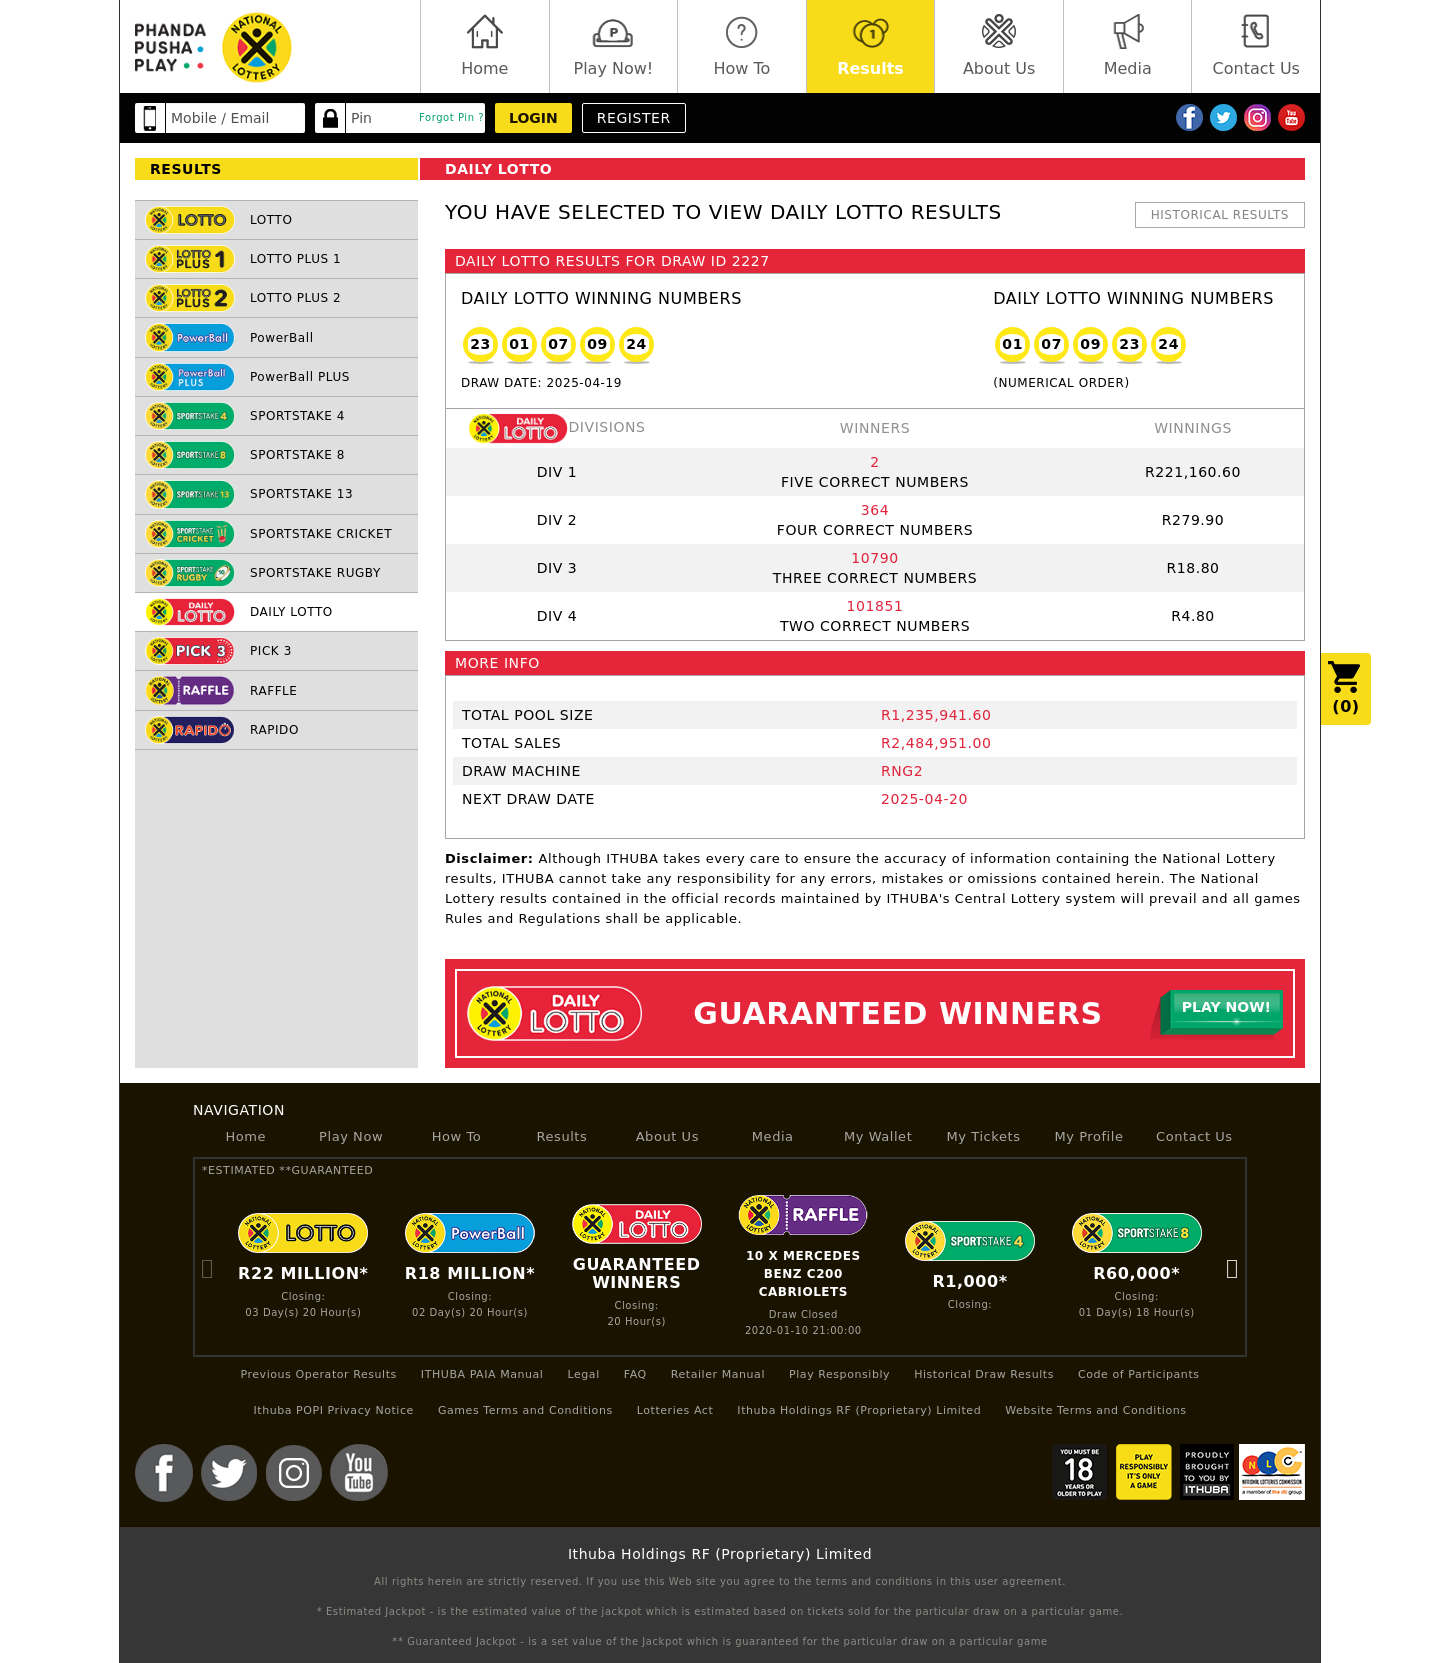 PHANDA
PUSHA
PLAY
NATIONAL
LOTTERY
Home
Play Now!
How To
Results
About Us
Media
Contact Us
Mobile / Email
Pin
Forgot Pin ?
LOGIN
REGISTER
RESULTS
LOTTO LOTTO
LOTTO PLUS 1 LOTTO PLUS 1
LOTTO PLUS 2 LOTTO PLUS 2
PowerBall PowerBall
PowerBall PLUS PowerBall PLUS
SPORTSTAKE 4 SPORTSTAKE 4
SPORTSTAKE 8 SPORTSTAKE 8
SPORTSTAKE 13 SPORTSTAKE 13
SPORTSTAKE CRICKET SPORTSTAKE CRICKET
SPORTSTAKE RUGBY SPORTSTAKE RUGBY
DAILY LOTTO DAILY LOTTO
PICK 3 PICK 3
RAFFLE RAFFLE
RAPIDO RAPIDO
DAILY LOTTO
YOU HAVE SELECTED TO VIEW DAILY LOTTO RESULTS
HISTORICAL RESULTS
DAILY LOTTO RESULTS FOR DRAW ID 2227
DAILY LOTTO WINNING NUMBERS
23 01 07 09 24
DRAW DATE: 2025-04-19
DAILY LOTTO WINNING NUMBERS
01 07 09 23 24
(NUMERICAL ORDER)
DAILY LOTTO DIVISIONS WINNERS WINNINGS
DIV 1 2 FIVE CORRECT NUMBERS R221,160.60
DIV 2 364 FOUR CORRECT NUMBERS R279.90
DIV 3 10790 THREE CORRECT NUMBERS R18.80
DIV 4 101851 TWO CORRECT NUMBERS R4.80
MORE INFO
TOTAL POOL SIZE R1,235,941.60
TOTAL SALES R2,484,951.00
DRAW MACHINE RNG2
NEXT DRAW DATE 2025-04-20
(0)
Disclaimer: Although ITHUBA takes every care to ensure the accuracy of information containing the National Lottery
results, ITHUBA cannot take any responsibility for any errors, mistakes or omissions contained herein. The National
Lottery results contained in the official records maintained by ITHUBA's Central Lottery system will prevail and all games
Rules and Regulations shall be applicable.
NATIONAL LOTTERY DAILY LOTTO
GUARANTEED WINNERS
PLAY NOW!
NAVIGATION
Home Play Now How To Results About Us Media My Wallet My Tickets My Profile Contact Us
*ESTIMATED **GUARANTEED
NATIONAL LOTTERY LOTTO
R22 MILLION*
Closing:
03 Day(s) 20 Hour(s)
NATIONAL LOTTERY PowerBall
R18 MILLION*
Closing:
02 Day(s) 20 Hour(s)
NATIONAL LOTTERY DAILY LOTTO
GUARANTEED
WINNERS
Closing:
20 Hour(s)
NATIONAL LOTTERY RAFFLE
10 X MERCEDES
BENZ C200
CABRIOLETS
Draw Closed
2020-01-10 21:00:00
NATIONAL LOTTERY SPORTSTAKE 4
R1,000*
Closing:
NATIONAL LOTTERY SPORTSTAKE 8
R60,000*
Closing:
01 Day(s) 18 Hour(s)
Previous Operator Results ITHUBA PAIA Manual Legal FAQ Retailer Manual Play Responsibly Historical Draw Results Code of Participants
Ithuba POPI Privacy Notice Games Terms and Conditions Lotteries Act Ithuba Holdings RF (Proprietary) Limited Website Terms and Conditions
You
Tube
YOU MUST BE
18
YEARS OR
OLDER TO PLAY
PLAY
RESPONSIBLY
IT'S ONLY
A GAME
PROUDLY
BROUGHT
TO YOU BY
ITHUBA
NLC
NATIONAL LOTTERIES COMMISSION
a member of the dti group
Ithuba Holdings RF (Proprietary) Limited
All rights herein are strictly reserved. If you use this Web site you agree to the terms and conditions in this user agreement.
* Estimated Jackpot - is the estimated value of the jackpot which is estimated based on tickets sold for the particular draw on a particular game.
** Guaranteed Jackpot - is a set value of the Jackpot which is guaranteed for the particular draw on a particular game